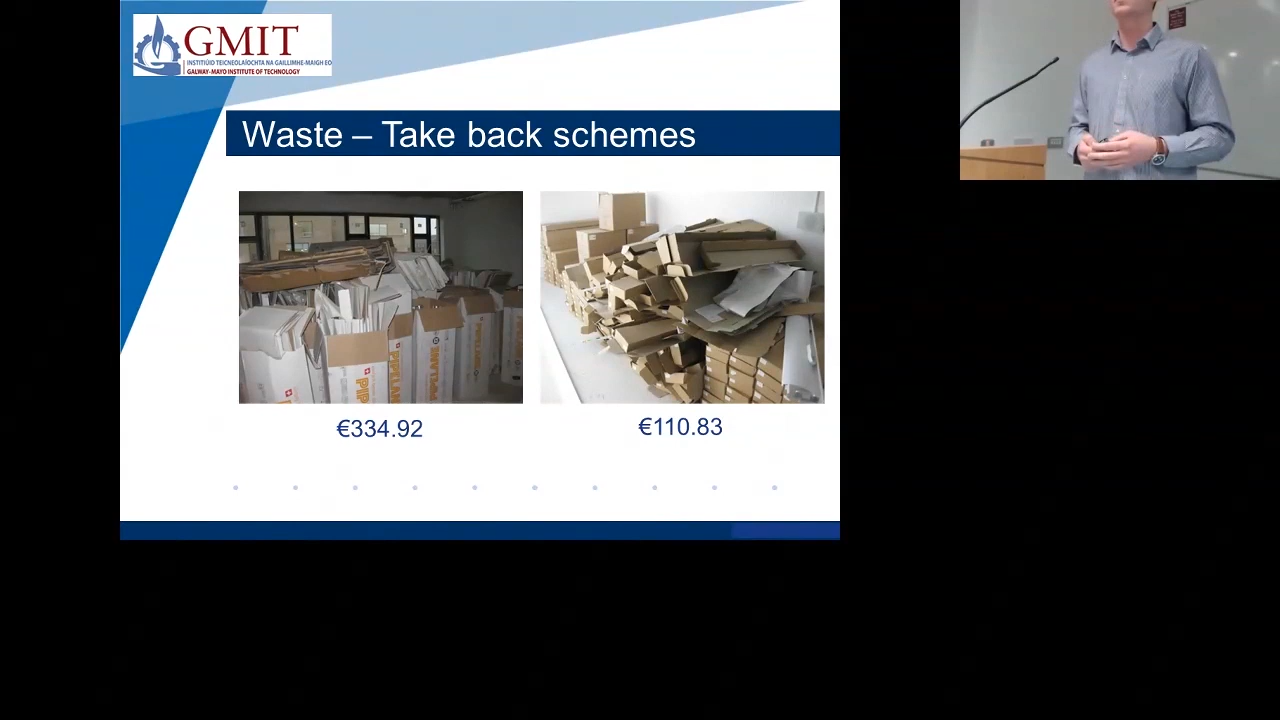 GMIT
INSTITIÚID TEICNEOLAÍOCHTA NA GAILLIMHE-MAIGH EO
GALWAY-MAYO INSTITUTE OF TECHNOLOGY
Waste – Take back schemes
€334.92
€110.83